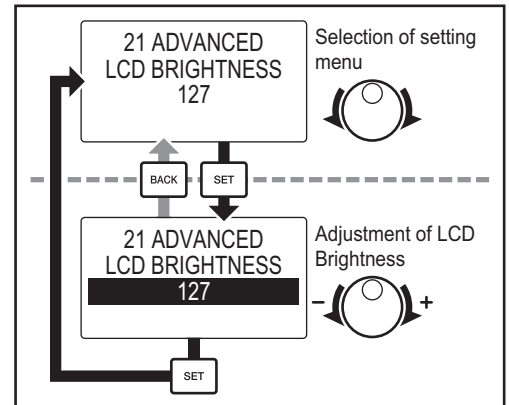 21 ADVANCED
LCD BRIGHTNESS
127
Selection of setting
menu
BACK
SET
21 ADVANCED
LCD BRIGHTNESS
127
Adjustment of LCD
Brightness
- +
SET